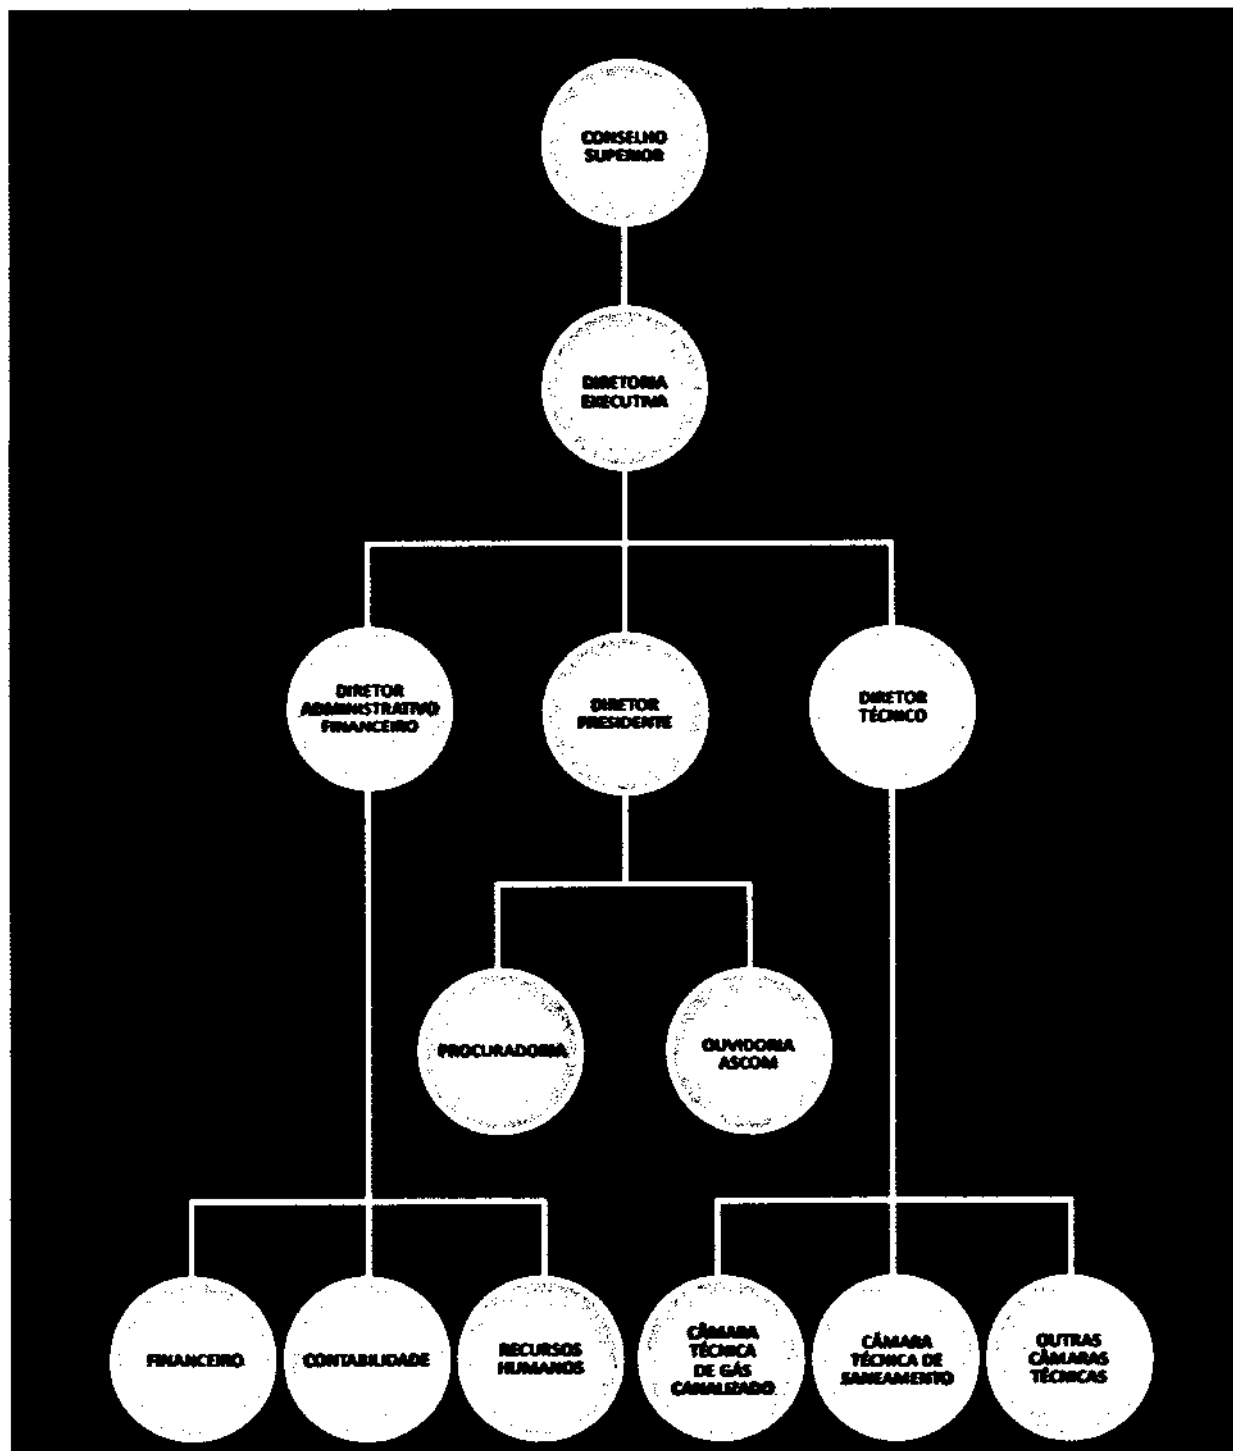 CONSELHO
SUPERIOR
DIRETORIA
EXECUTIVA
DIRETOR
ADMINISTRATIVO
FINANCEIRO
DIRETOR
PRESIDENTE
DIRETOR
TÉCNICO
PROCURADORIA
OUVIDORIA
ASCOM
FINANCEIRO
CONTABILIDADE
RECURSOS
HUMANOS
CÂMARA
TÉCNICA
DE GÁS
CANALIZADO
CÂMARA
TÉCNICA DE
SANEAMENTO
OUTRAS
CÂMARAS
TÉCNICAS